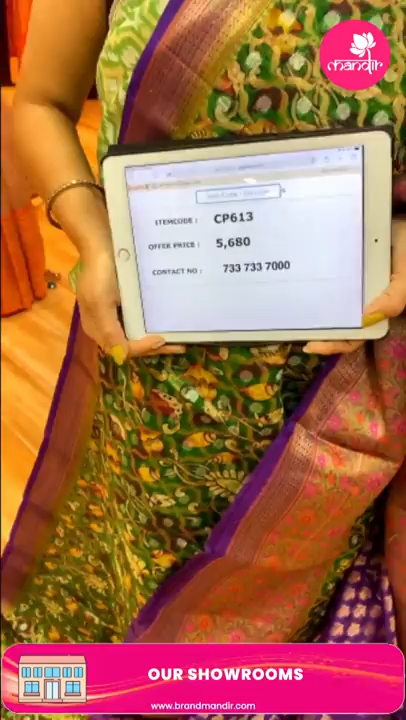 mandir
ITEMCODE : CP613
OFFER PRICE : 5,680
CONTACT NO : 733 733 7000
OUR SHOWROOMS
www.brandmandir.com